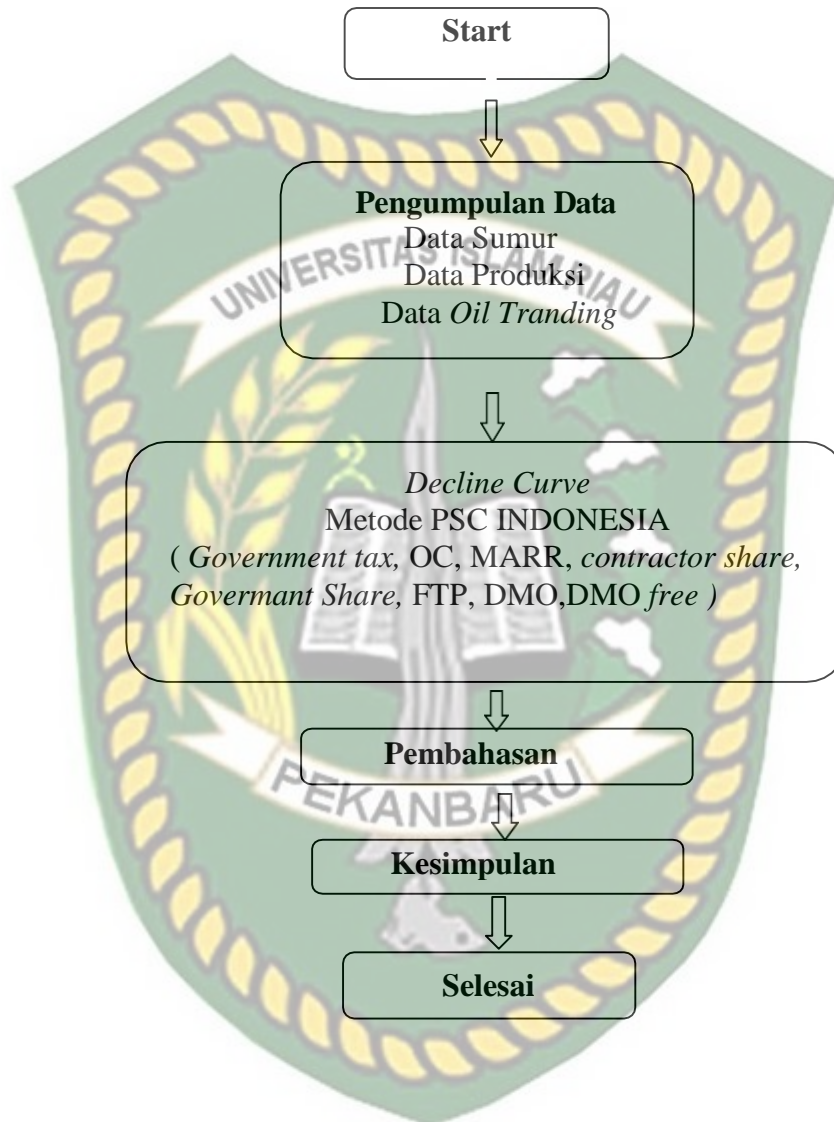 Start
Pengumpulan Data
Data Sumur
Data Produksi
Data Oil Tranding
UNIVERSITAS ISLAM RIAU
Decline Curve
Metode PSC INDONESIA
( Government tax, OC, MARR, contractor share,
Govermant Share, FTP, DMO,DMO free )
Pembahasan
PEKANBARU
Kesimpulan
Selesai